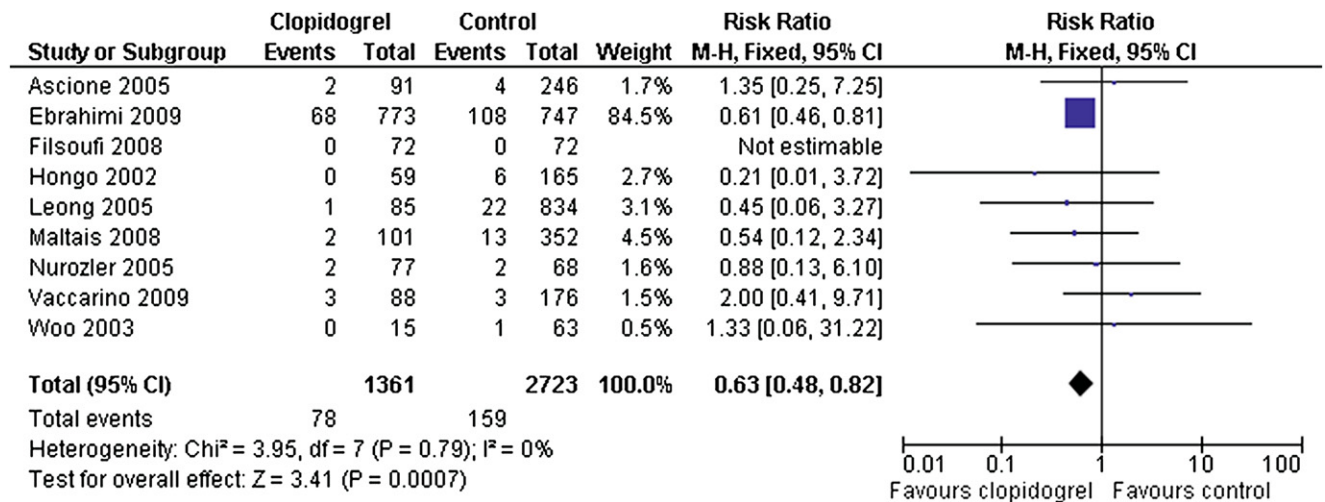 Clopidogrel Control Risk Ratio Risk Ratio
Study or Subgroup Events Total Events Total Weight M-H, Fixed, 95% CI M-H, Fixed, 95% CI
Ascione 2005 2 91 4 246 1.7% 1.35 [0.25, 7.25]
Ebrahimi 2009 68 773 108 747 84.5% 0.61 [0.46, 0.81]
Filsoufi 2008 0 72 0 72 Not estimable
Hongo 2002 0 59 6 165 2.7% 0.21 [0.01, 3.72]
Leong 2005 1 85 22 834 3.1% 0.45 [0.06, 3.27]
Maltais 2008 2 101 13 352 4.5% 0.54 [0.12, 2.34]
Nurozler 2005 2 77 2 68 1.6% 0.88 [0.13, 6.10]
Vaccarino 2009 3 88 3 176 1.5% 2.00 [0.41, 9.71]
Woo 2003 0 15 1 63 0.5% 1.33 [0.06, 31.22]
Total (95% CI) 1361 2723 100.0% 0.63 [0.48, 0.82]
Total events 78 159
Heterogeneity: Chi² = 3.95, df = 7 (P = 0.79); I² = 0%
Test for overall effect: Z = 3.41 (P = 0.0007)
0.01 0.1 1 10 100
Favours clopidogrel Favours control